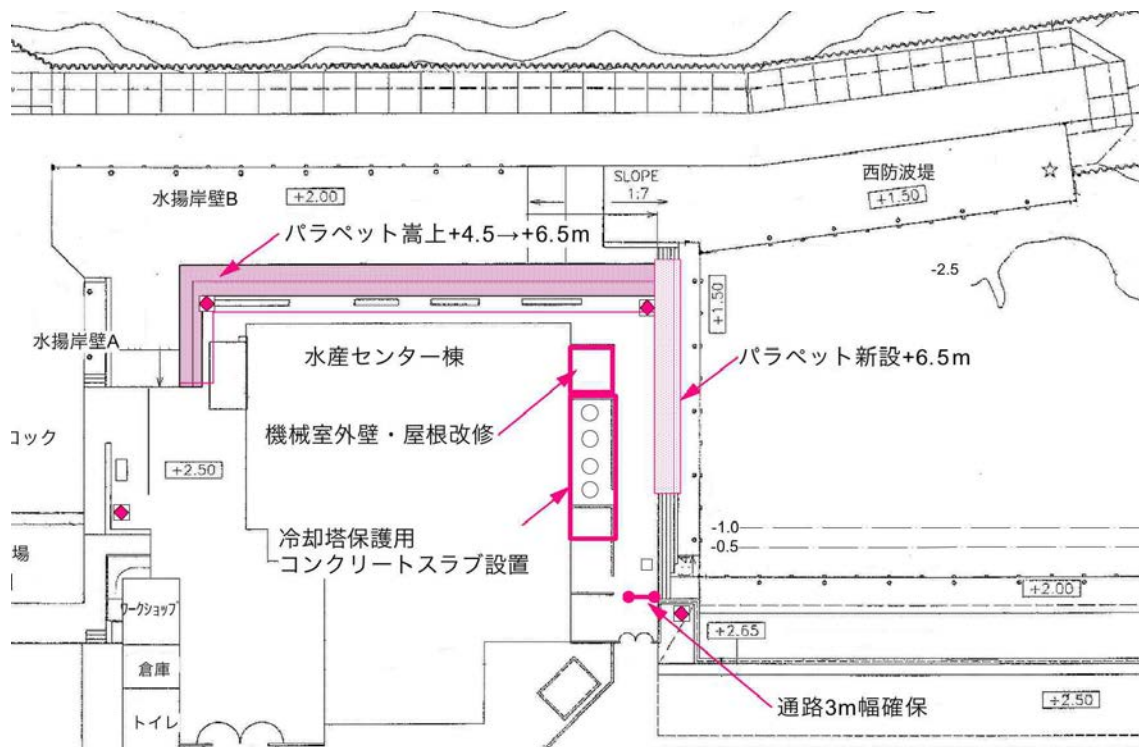 SLOPE
1:7
西防波堤
+1.50
水揚岸壁B
+2.00
パラペット嵩上+4.5→+6.5m
-2.5
+1.50
水揚岸壁A
水産センター棟
パラペット新設+6.5m
機械室外壁・屋根改修
ロック
+2.50
冷却塔保護用
コンクリートスラブ設置
-1.0
-0.5
場
+2.00
ワークショップ
+2.65
倉庫
通路3m幅確保
+2.50
トイレ